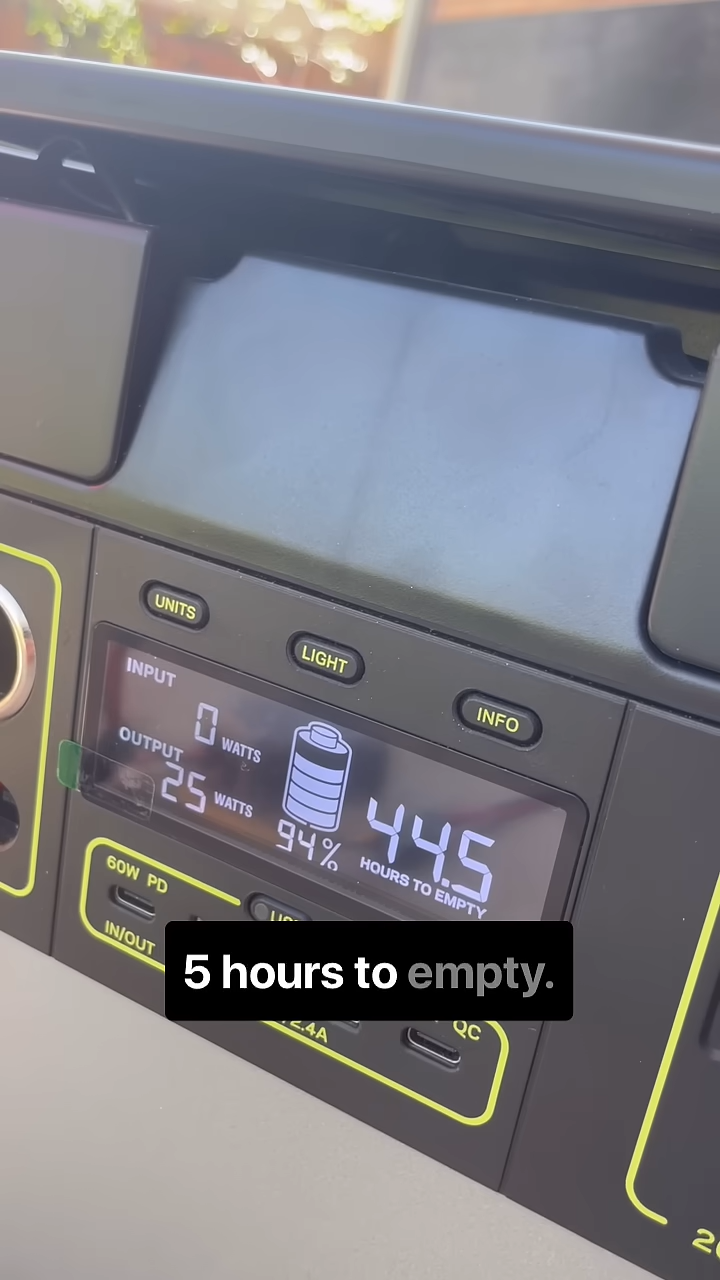 UNITS
LIGHT
INFO
INPUT
0 WATTS
OUTPUT
25 WATTS
94%
44.5
HOURS TO EMPTY
60W PD
IN/OUT
5 hours to empty.
2.4A
QC